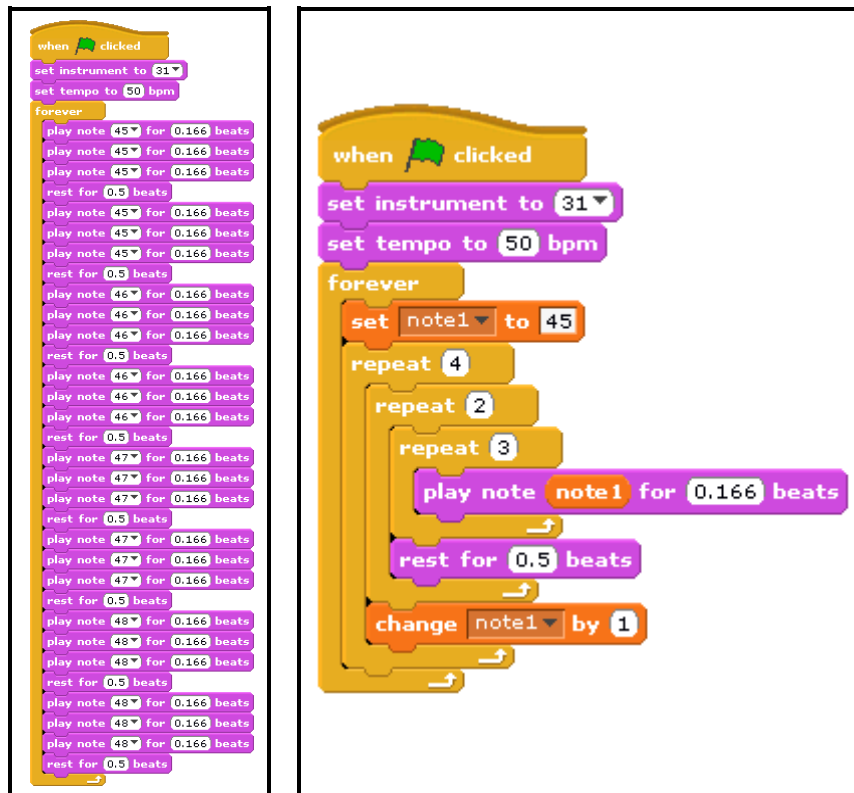 when clicked
set instrument to 31
set tempo to 50 bpm
forever
play note 45 for 0.166 beats
play note 45 for 0.166 beats
play note 45 for 0.166 beats
rest for 0.5 beats
play note 45 for 0.166 beats
play note 45 for 0.166 beats
play note 45 for 0.166 beats
rest for 0.5 beats
play note 46 for 0.166 beats
play note 46 for 0.166 beats
play note 46 for 0.166 beats
rest for 0.5 beats
play note 46 for 0.166 beats
play note 46 for 0.166 beats
play note 46 for 0.166 beats
rest for 0.5 beats
play note 47 for 0.166 beats
play note 47 for 0.166 beats
play note 47 for 0.166 beats
rest for 0.5 beats
play note 47 for 0.166 beats
play note 47 for 0.166 beats
play note 47 for 0.166 beats
rest for 0.5 beats
play note 48 for 0.166 beats
play note 48 for 0.166 beats
play note 48 for 0.166 beats
rest for 0.5 beats
play note 48 for 0.166 beats
play note 48 for 0.166 beats
play note 48 for 0.166 beats
rest for 0.5 beats
when clicked
set instrument to 31
set tempo to 50 bpm
forever
set note1 to 45
repeat 4
repeat 2
repeat 3
play note note1 for 0.166 beats
rest for 0.5 beats
change note1 by 1